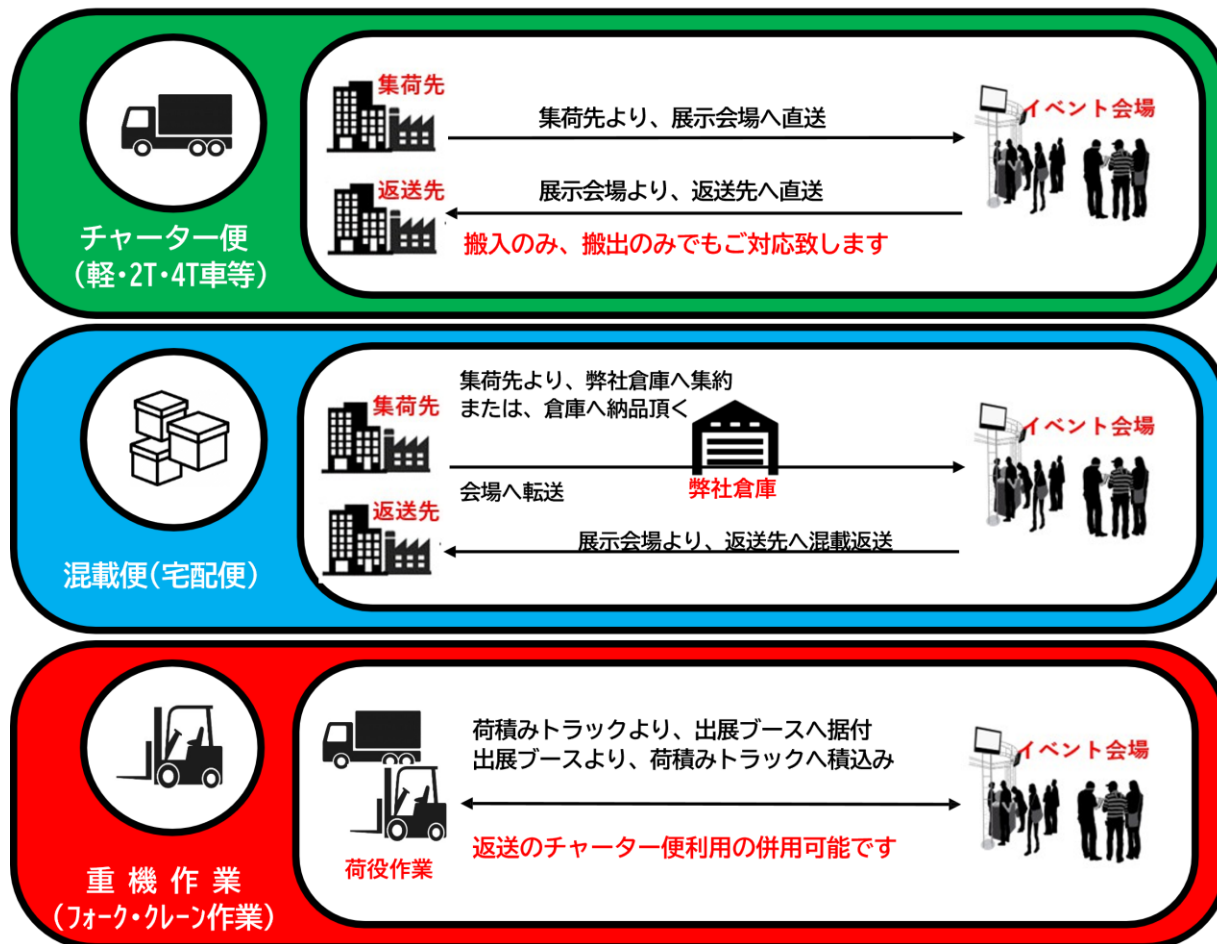 チャーター便
(軽・2T・4T車等)
集荷先
集荷先より、展示会場へ直送
イベント会場
返送先
展示会場より、返送先へ直送
搬入のみ、搬出のみでもご対応致します
混載便(宅配便)
集荷先より、弊社倉庫へ集約
または、倉庫へ納品頂く
集荷先
イベント会場
会場へ転送
弊社倉庫
返送先
展示会場より、返送先へ混載返送
重機作業
(フォーク・クレーン作業)
荷積みトラックより、出展ブースへ据付
出展ブースより、荷積みトラックへ積込み
イベント会場
返送のチャーター便利用の併用可能です
荷役作業